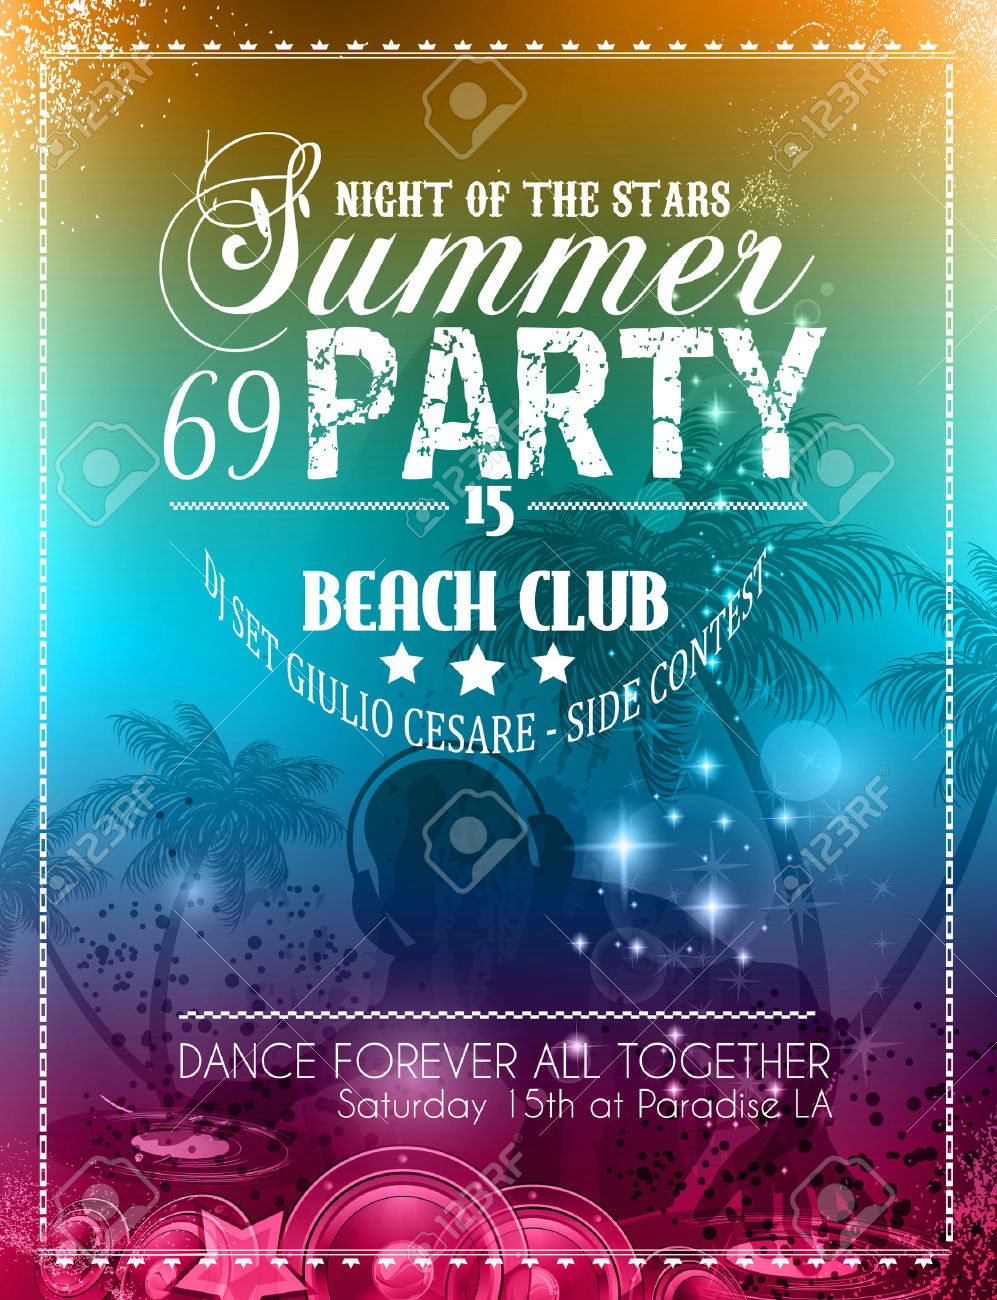 NIGHT OF THE STARS
Summer
69 PARTY
15
BEACH CLUB
DJ SET GIULIO CESARE - SIDE CONTEST
DANCE FOREVER ALL TOGETHER
Saturday 15th at Paradise LA
123RF